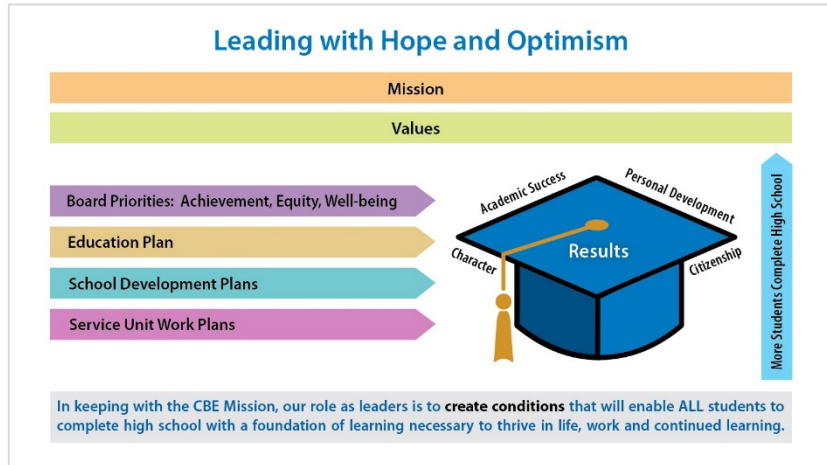 Leading with Hope and Optimism
Mission
Values
Board Priorities: Achievement, Equity, Well-being
Education Plan
School Development Plans
Service Unit Work Plans
Academic Success
Personal Development
Character
Results
Citizenship
More Students Complete High School
In keeping with the CBE Mission, our role as leaders is to create conditions that will enable ALL students to
complete high school with a foundation of learning necessary to thrive in life, work and continued learning.